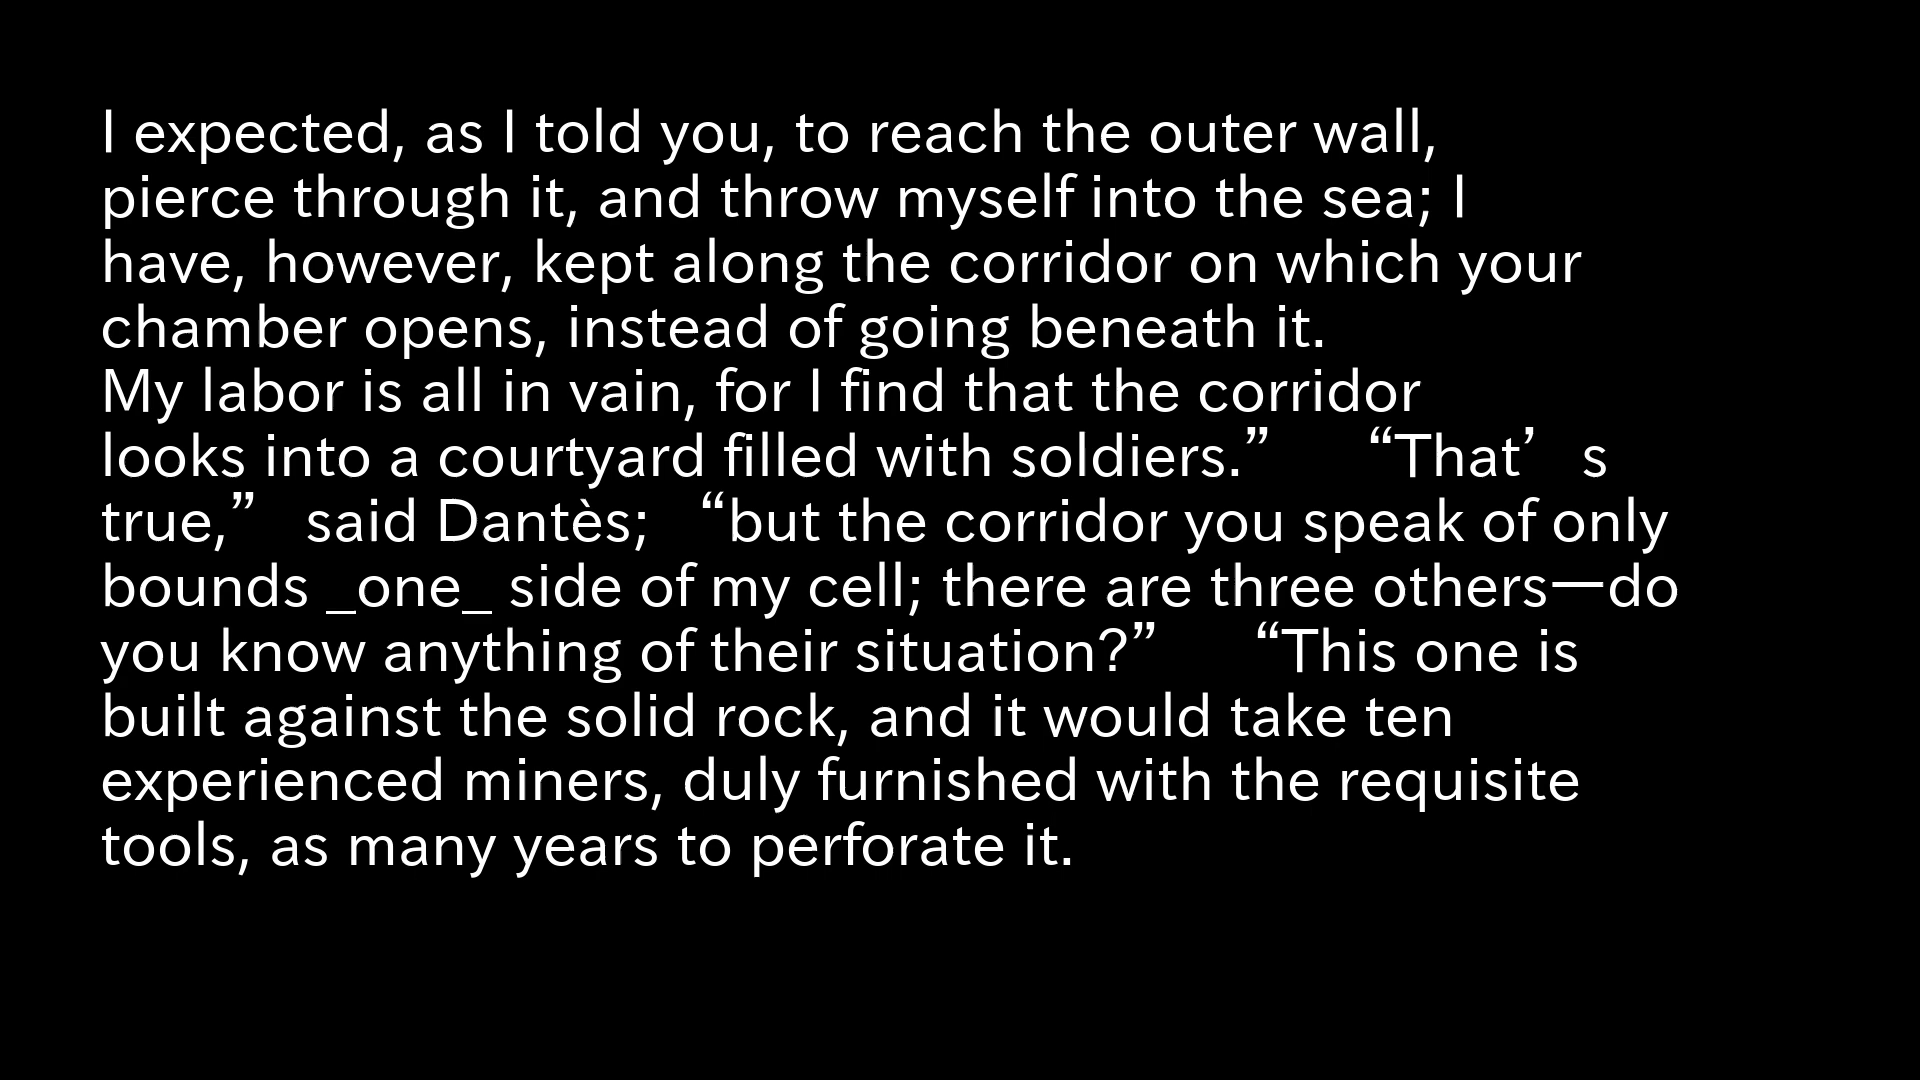 I expected, as I told you, to reach the outer wall,
pierce through it, and throw myself into the sea; I
have, however, kept along the corridor on which your
chamber opens, instead of going beneath it.
My labor is all in vain, for I find that the corridor
looks into a courtyard filled with soldiers.” “That’s
true,” said Dantès; “but the corridor you speak of only
bounds _one_ side of my cell; there are three others—do
you know anything of their situation?” “This one is
built against the solid rock, and it would take ten
experienced miners, duly furnished with the requisite
tools, as many years to perforate it.